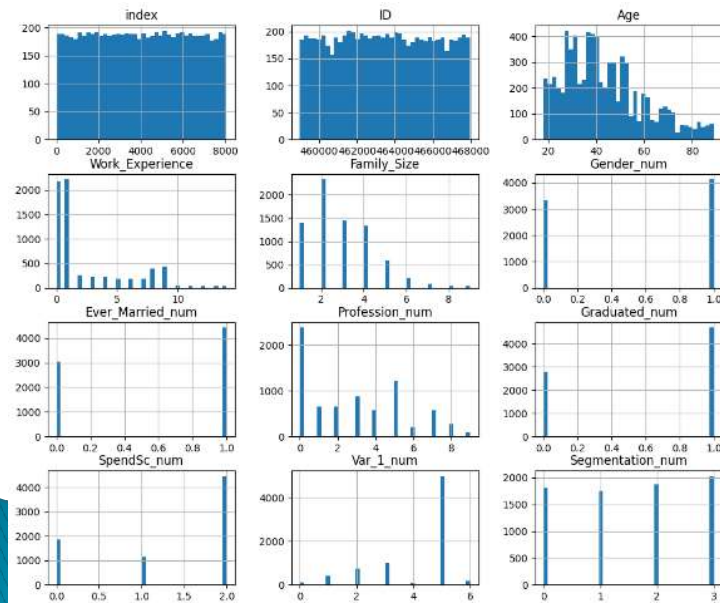 index
200
150
100
50
0
0 2000 4000 6000 8000
ID
200
150
100
50
0
460000 462000 464000 466000 468000
Age
400
300
200
100
0
20 40 60 80
Work_Experience
2000
1500
1000
500
0
0 5 10
Family_Size
2000
1500
1000
500
0
2 4 6 8
Gender_num
4000
3000
2000
1000
0
0.0 0.2 0.4 0.6 0.8 1.0
Ever_Married_num
4000
3000
2000
1000
0
0.0 0.2 0.4 0.6 0.8 1.0
Profession_num
2000
1000
0
0 2 4 6 8
Graduated_num
4000
3000
2000
1000
0
0.0 0.2 0.4 0.6 0.8 1.0
SpendSc_num
4000
3000
2000
1000
0
0.0 0.5 1.0 1.5 2.0
Var_1_num
4000
2000
0
0 2 4 6
Segmentation_num
2000
1500
1000
500
0
0 1 2 3